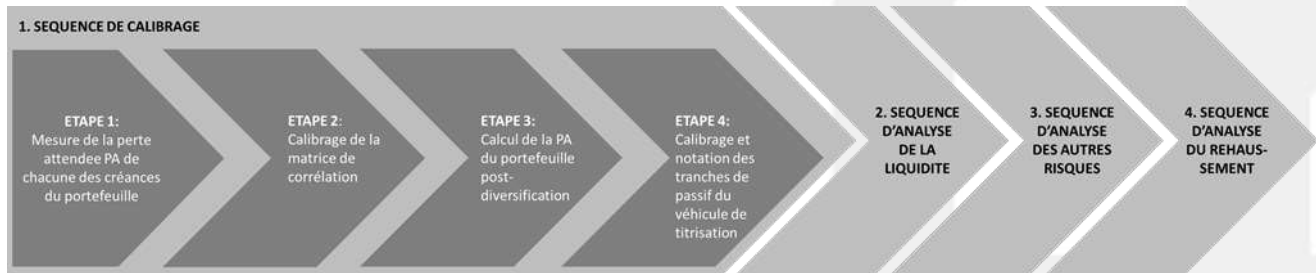 1. SEQUENCE DE CALIBRAGE
ETAPE 1:
Mesure de la perte
attendee PA de
chacune des créances
du portefeuille
ETAPE 2:
Calibrage de la
matrice de
corrélation
ETAPE 3:
Calcul de la PA
du portefeuille
post-
diversification
ETAPE 4:
Calibrage et
notation des
tranches de
passif du
véhicule de
titrisation
2. SEQUENCE
D'ANALYSE
DE LA
LIQUIDITE
3. SEQUENCE
D'ANALYSE
DES AUTRES
RISQUES
4. SEQUENCE
D'ANALYSE
DU REHAUS-
SEMENT